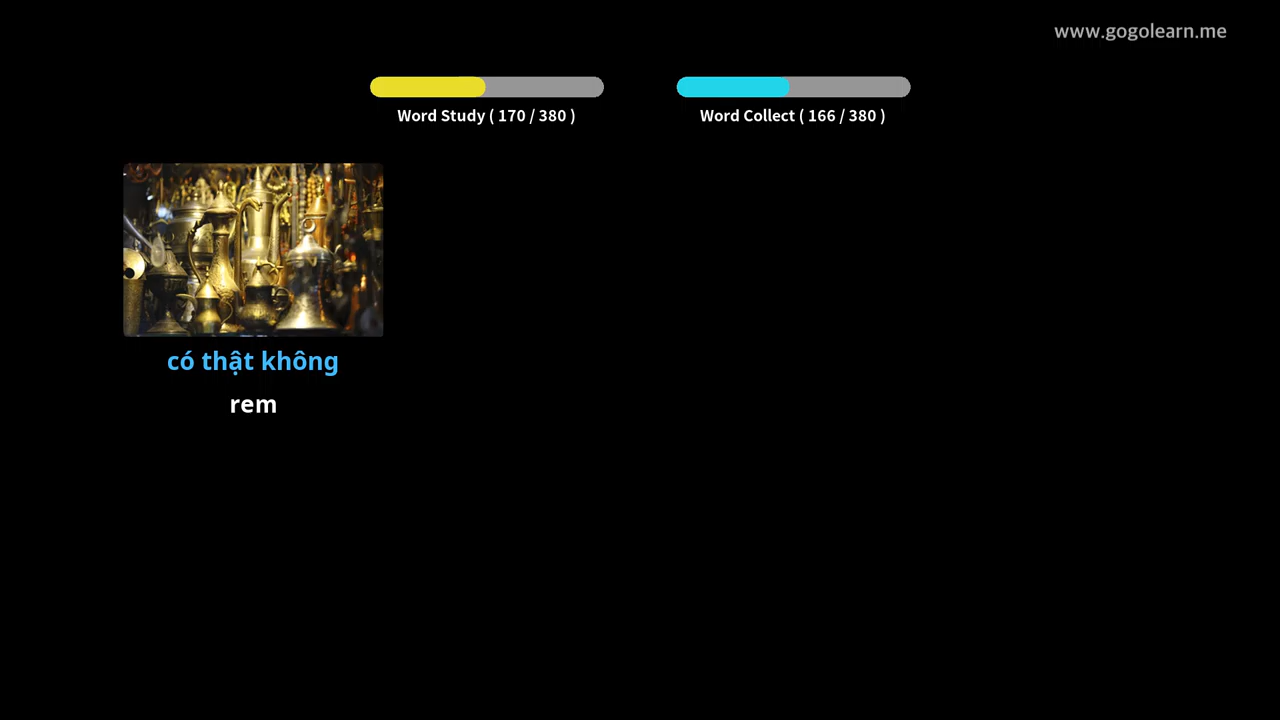 www.gogolearn.me
Word Study ( 170 / 380 )
Word Collect ( 166 / 380 )
có thật không
rem